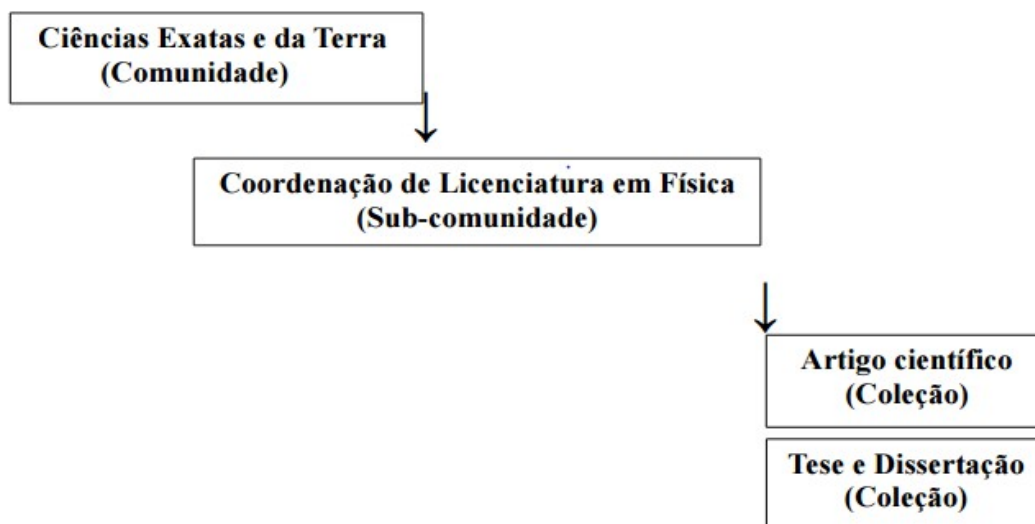 Ciências Exatas e da Terra
(Comunidade)
Coordenação de Licenciatura em Física
(Sub-comunidade)
Artigo científico
(Coleção)
Tese e Dissertação
(Coleção)